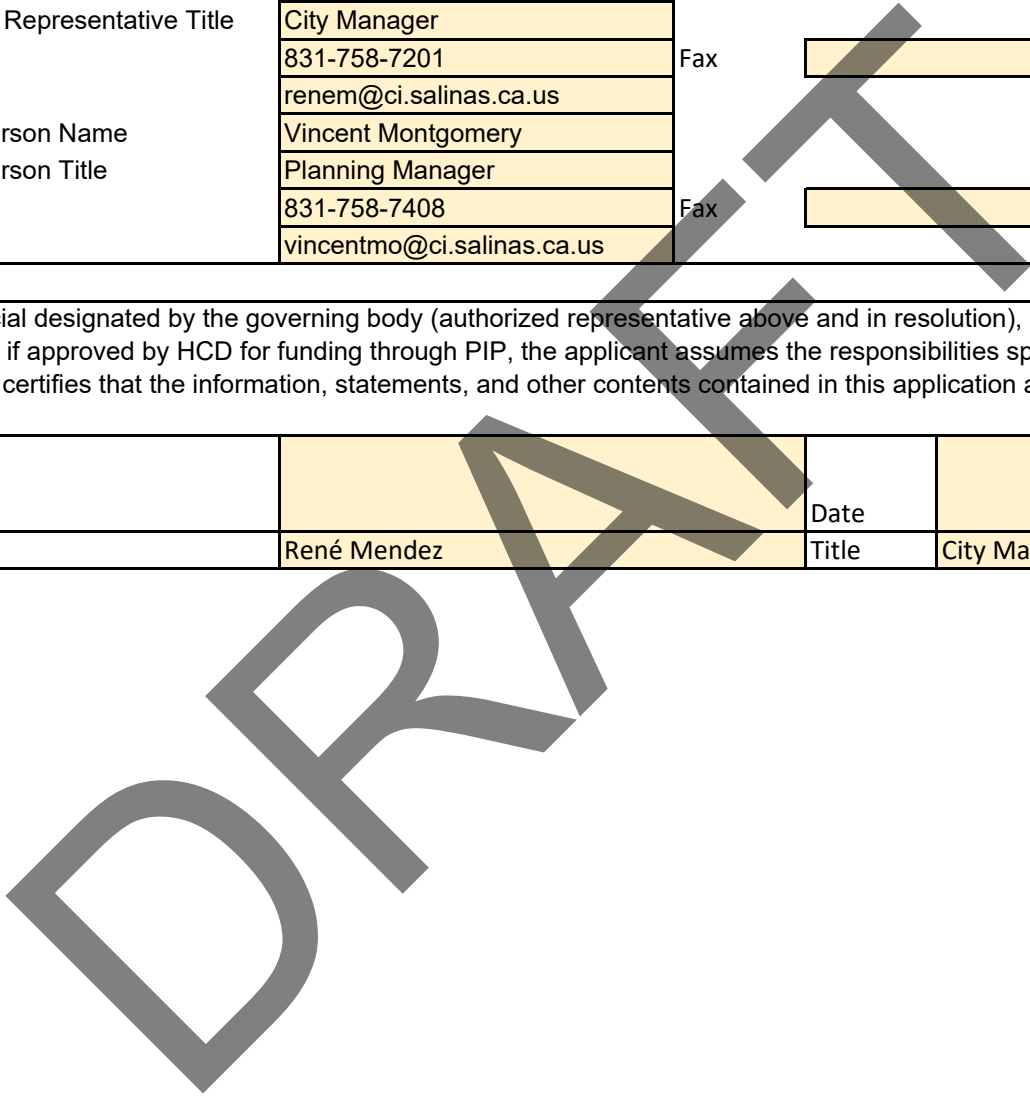 Representative Title City Manager
831-758-7201 Fax
renem@ci.salinas.ca.us
rson Name Vincent Montgomery
rson Title Planning Manager
831-758-7408 Fax
vincentmo@ci.salinas.ca.us
cial designated by the governing body (authorized representative above and in resolution),
if approved by HCD for funding through PIP, the applicant assumes the responsibilities sp
certifies that the information, statements, and other contents contained in this application a
Date
René Mendez Title City Ma
DRAFT